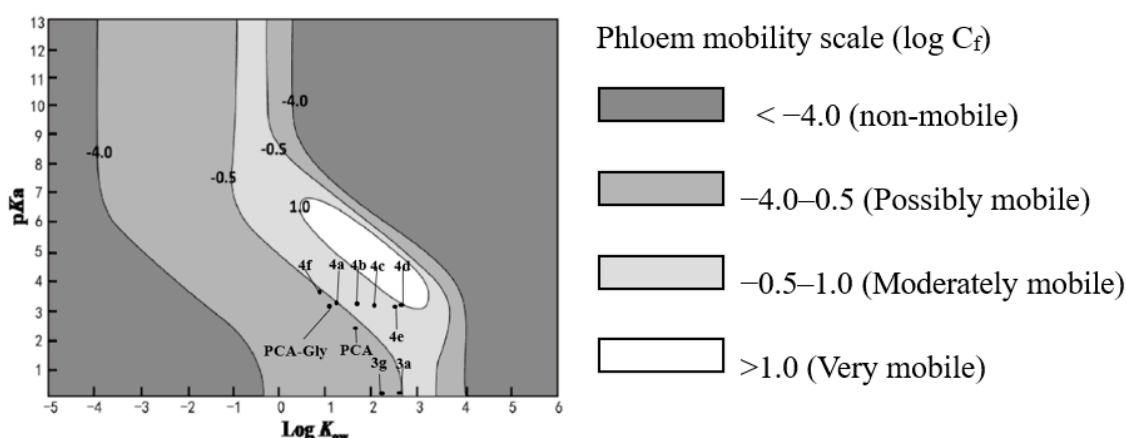 13
12
11
10
9
8
7
6
5
4
3
2
1
pKa
-4.0
-4.0
-0.5
-0.5
1.0
4f 4a 4b 4c 4d
4e
PCA-Gly PCA
3g 3a
−5 −4 −3 −2 −1 0 1 2 3 4 5 6
Log Kow
Phloem mobility scale (log Cf)
< −4.0 (non-mobile)
−4.0–0.5 (Possibly mobile)
−0.5–1.0 (Moderately mobile)
>1.0 (Very mobile)